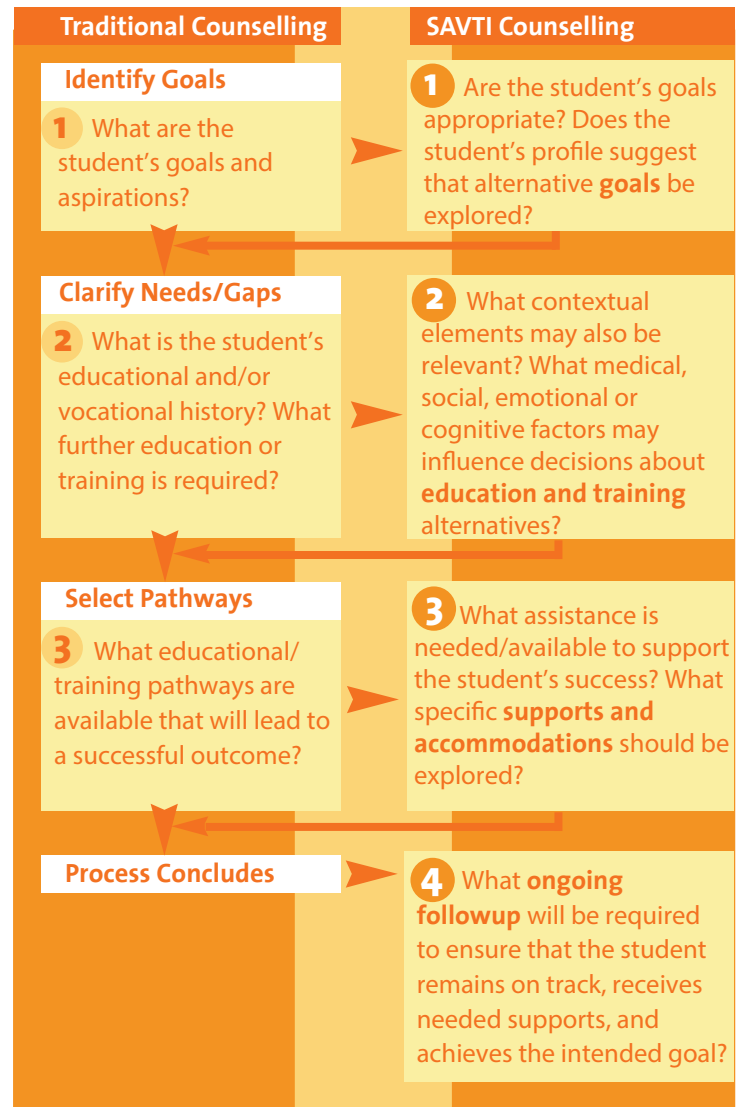 Traditional Counselling
SAVTI Counselling
Identify Goals
1 What are the
student's goals and
aspirations?
1 Are the student's goals
appropriate? Does the
student's profile suggest
that alternative goals be
explored?
Clarify Needs/Gaps
2 What is the student's
educational and/or
vocational history? What
further education or
training is required?
2 What contextual
elements may also be
relevant? What medical,
social, emotional or
cognitive factors may
influence decisions about
education and training
alternatives?
Select Pathways
3 What educational/
training pathways are
available that will lead to
a successful outcome?
3 What assistance is
needed/available to support
the student's success? What
specific supports and
accommodations should be
explored?
Process Concludes
4 What ongoing
followup will be required
to ensure that the student
remains on track, receives
needed supports, and
achieves the intended goal?